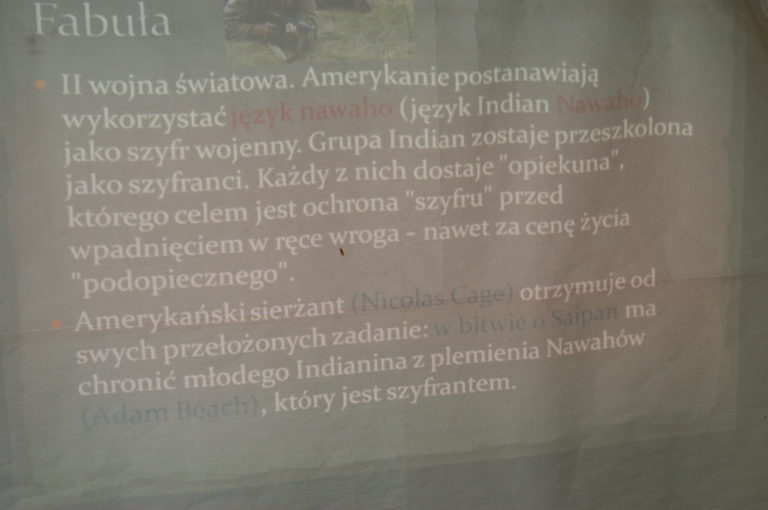 Fabuła
II wojna światowa. Amerykanie postanawiają
wykorzystać język nawaho (język Indian Nawaho)
jako szyfr wojenny. Grupa Indian zostaje przeszkolona
jako szyfranci. Każdy z nich dostaje "opiekuna",
którego celem jest ochrona "szyfru" przed
wpadnięciem w ręce wroga - nawet za cenę życia
"podopiecznego".
Amerykański sierżant (Nicolas Cage) otrzymuje od
swych przełożonych zadanie: w bitwie o Saipan ma
chronić młodego Indianina z plemienia Nawahów
(Adam Beach), który jest szyfrantem.